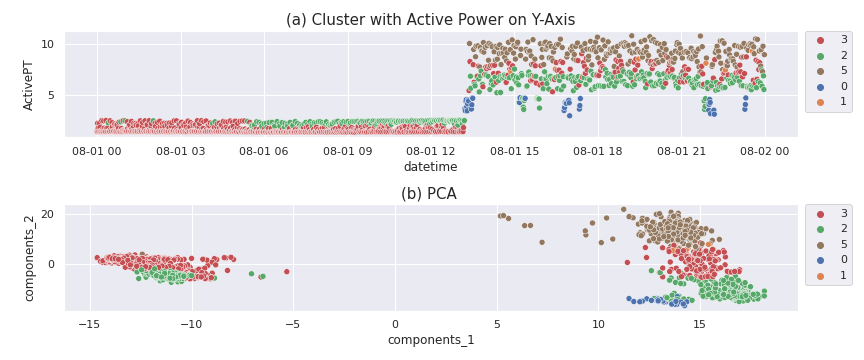 (a) Cluster with Active Power on Y-Axis
10
5
ActivePT
3
2
5
0
1
08-01 00 08-01 03 08-01 06 08-01 09 08-01 12 08-01 15 08-01 18 08-01 21 08-02 00
datetime
(b) PCA
20
0
components_2
3
2
5
0
1
−15 −10 −5 0 5 10 15
components_1